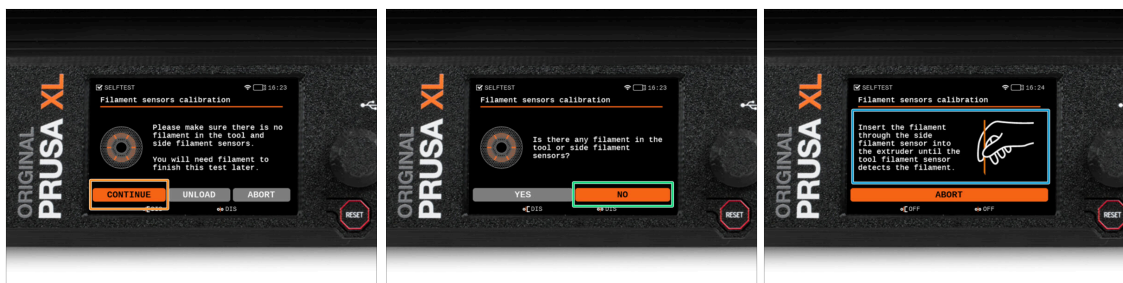 ORIGINAL
PRUSA XL
SELFTEST
16:23
Filament sensors calibration
Please make sure there is no
filament in the tool and
side filament sensors.
You will need filament to
finish this test later.
CONTINUE
UNLOAD
ABORT
DIS
DIS
RESET
ORIGINAL
PRUSA XL
SELFTEST
16:23
Filament sensors calibration
Is there any filament in the
tool or side filament
sensors?
YES
NO
DIS
DIS
RESET
ORIGINAL
PRUSA XL
SELFTEST
16:24
Filament sensors calibration
Insert the filament
through the side
filament sensor into
the extruder until the
tool filament sensor
detects the filament.
ABORT
OFF
OFF
RESET